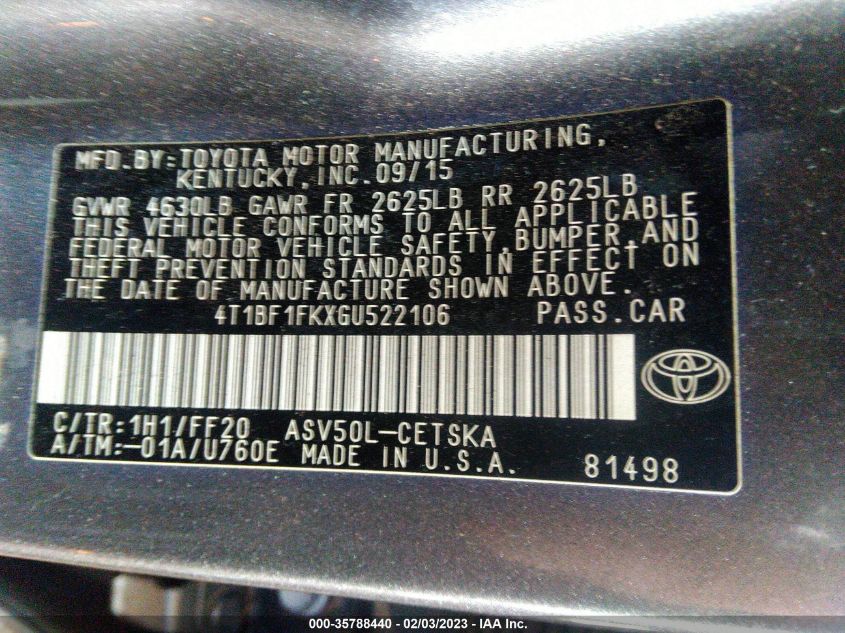 MFD.BY:TOYOTA MOTOR MANUFACTURING,
KENTUCKY,INC.09/15
GVWR 4630LB GAWR FR 2625LB RR 2625LB
THIS VEHICLE CONFORMS TO ALL APPLICABLE
FEDERAL MOTOR VEHICLE SAFETY,BUMPER,AND
THEFT PREVENTION STANDARDS IN EFFECT ON
THE DATE OF MANUFACTURE SHOWN ABOVE.
4T1BF1FKXGU522106 PASS.CAR
C/TR:1H1/FF20 ASV50L-CETSKA
A/TM:-01A/U760E MADE IN U.S.A. 81498
000-35788440 - 02/03/2023 - IAA Inc.